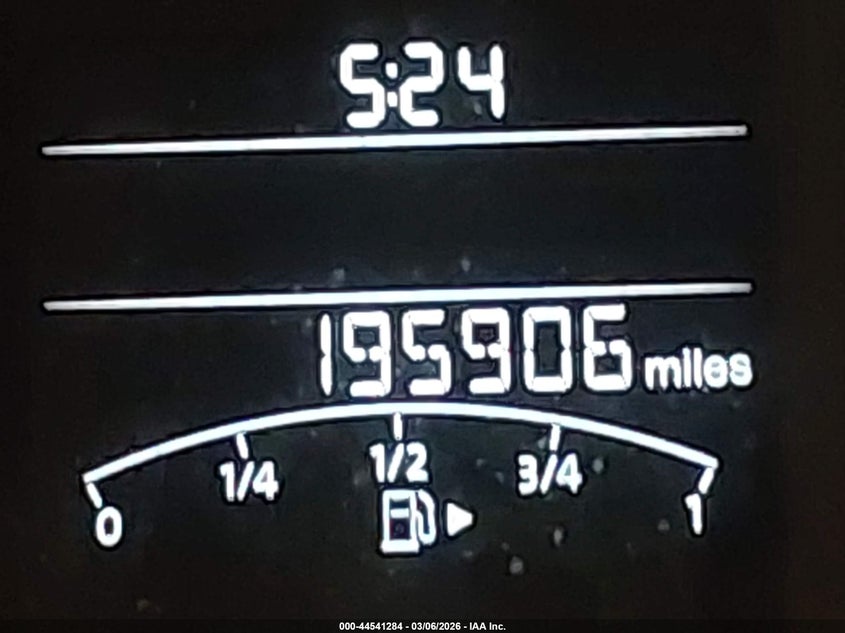 5:24
195906 miles
0 1/4 1/2 3/4 1
000-44541284 - 03/06/2026 - IAA Inc.